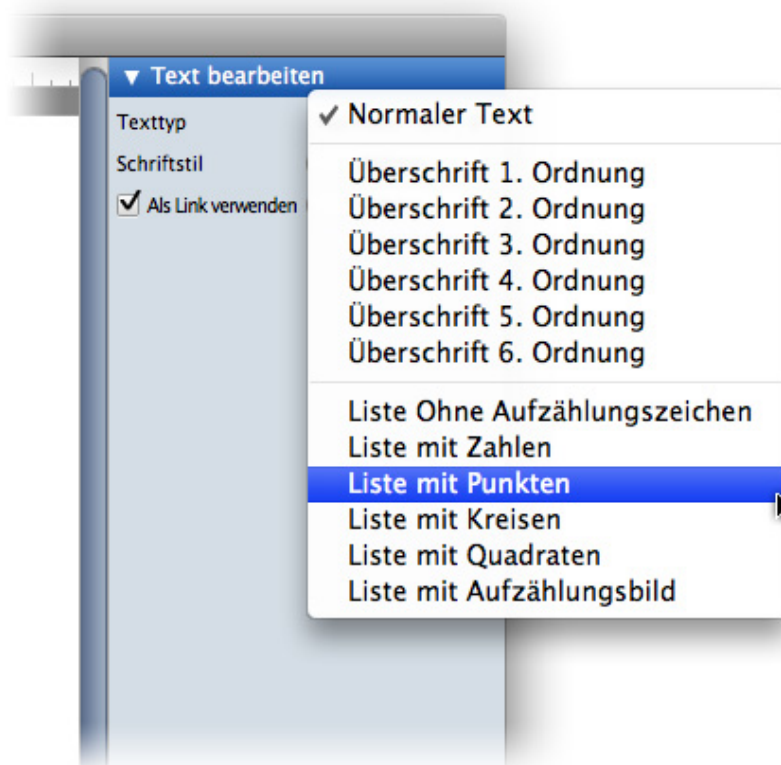 ▼ Text bearbeiten
Texttyp
✓ Normaler Text
Schriftstil
Als Link verwenden
Überschrift 1. Ordnung
Überschrift 2. Ordnung
Überschrift 3. Ordnung
Überschrift 4. Ordnung
Überschrift 5. Ordnung
Überschrift 6. Ordnung
Liste Ohne Aufzählungszeichen
Liste mit Zahlen
Liste mit Punkten
Liste mit Kreisen
Liste mit Quadraten
Liste mit Aufzählungsbild